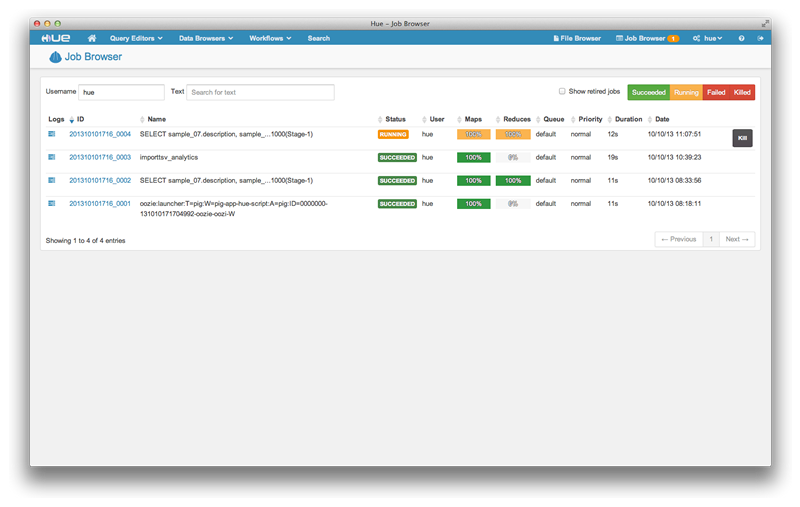 Hue – Job Browser
HUE Query Editors Data Browsers Workflows Search File Browser Job Browser 1 hue
Job Browser
Username hue Text Search for text Show retired jobs Succeeded Running Failed Killed
Logs ID Name Status User Maps Reduces Queue Priority Duration Date
201310101716_0004 SELECT sample_07.description, sample_...1000(Stage-1) RUNNING hue 100% 100% default normal 12s 10/10/13 11:07:51 Kill
201310101716_0003 importtsv_analytics SUCCEEDED hue 100% 0% default normal 19s 10/10/13 10:39:23
201310101716_0002 SELECT sample_07.description, sample_...1000(Stage-1) SUCCEEDED hue 100% 100% default normal 11s 10/10/13 08:33:56
201310101716_0001 oozie:launcher:T=pig:W=pig-app-hue-script:A=pig:ID=0000000- SUCCEEDED hue 100% 0% default normal 11s 10/10/13 08:18:11
131010171704992-oozie-oozi-W
Showing 1 to 4 of 4 entries
← Previous 1 Next →